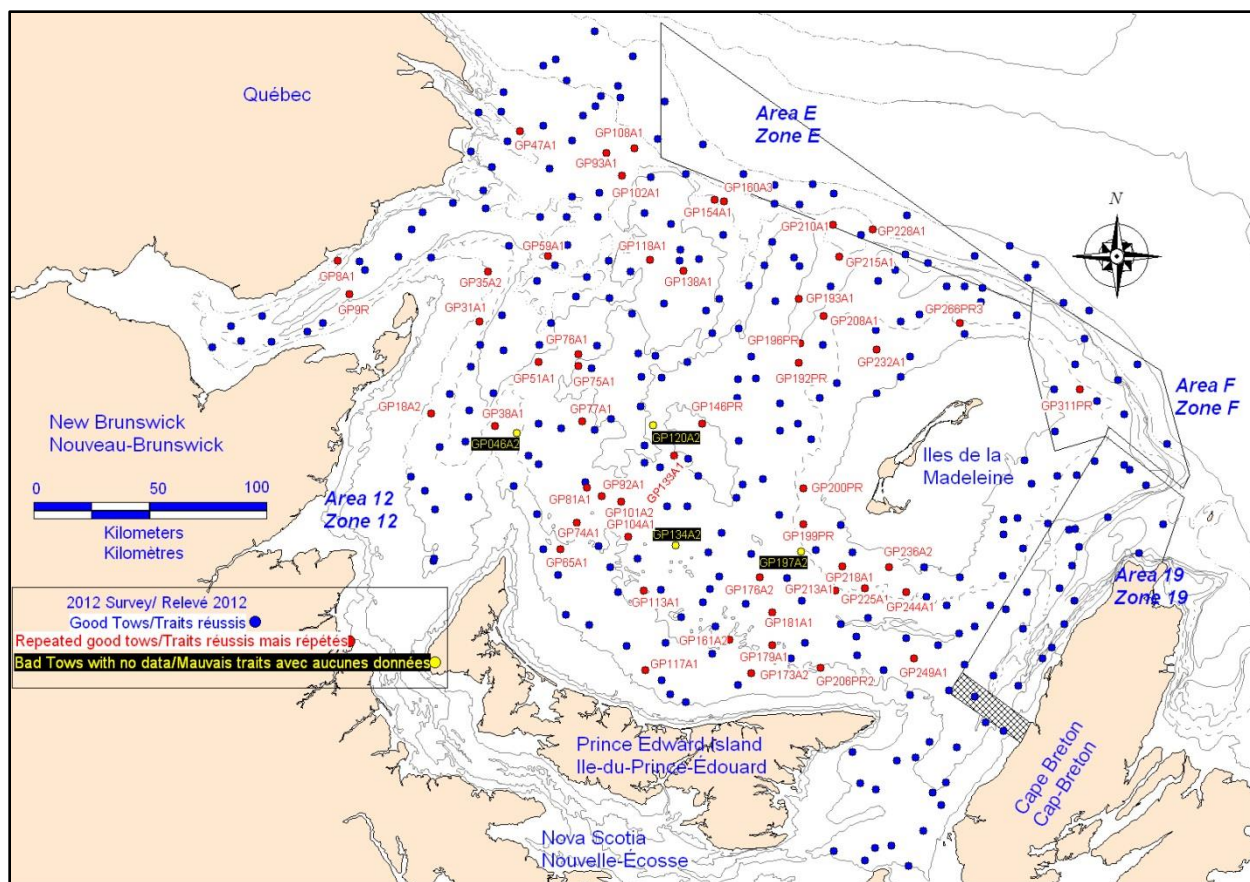 Québec
Area E
Zone E
GP108A1
GP47A1
GP93A1
GP102A1
GP160A3
GP154A1
N
GP210A1
GP228A1
GP59A1
GP118A1
GP8A1
GP215A1
GP35A2
GP138A1
GP9R
GP193A1
GP31A1
GP208A1
GP266PR3
GP76A1
GP196PR
GP51A1
GP75A1
GP192PR
GP232A1
Area F
Zone F
GP311PR
New Brunswick
Nouveau-Brunswick
GP18A2
GP38A1
GP77A1
GP146PR
GP046A2
GP120A2
Iles de la
Madeleine
GP133A1
0 50 100
Kilometers
Kilomètres
Area 12
Zone 12
GP92A1
GP81A1
GP101A2
GP200PR
GP74A1
GP104A1
GP134A2
GP199PR
GP65A1
GP197A2
GP236A2
Area 19
Zone 19
GP218A1
GP176A2
GP213A1
GP225A1
GP244A1
GP113A1
GP181A1
2012 Survey/ Relevé 2012
Good Tows/Traits réussis
Repeated good tows/Traits réussis mais répétés
Bad Tows with no data/Mauvais traits avec aucunes données
GP161A2
GP179A1
GP117A1
GP173A2
GP206PR2
GP249A1
Prince Edward Island
Ile-du-Prince-Édouard
Cape Breton
Cap-Breton
Nova Scotia
Nouvelle-Écosse